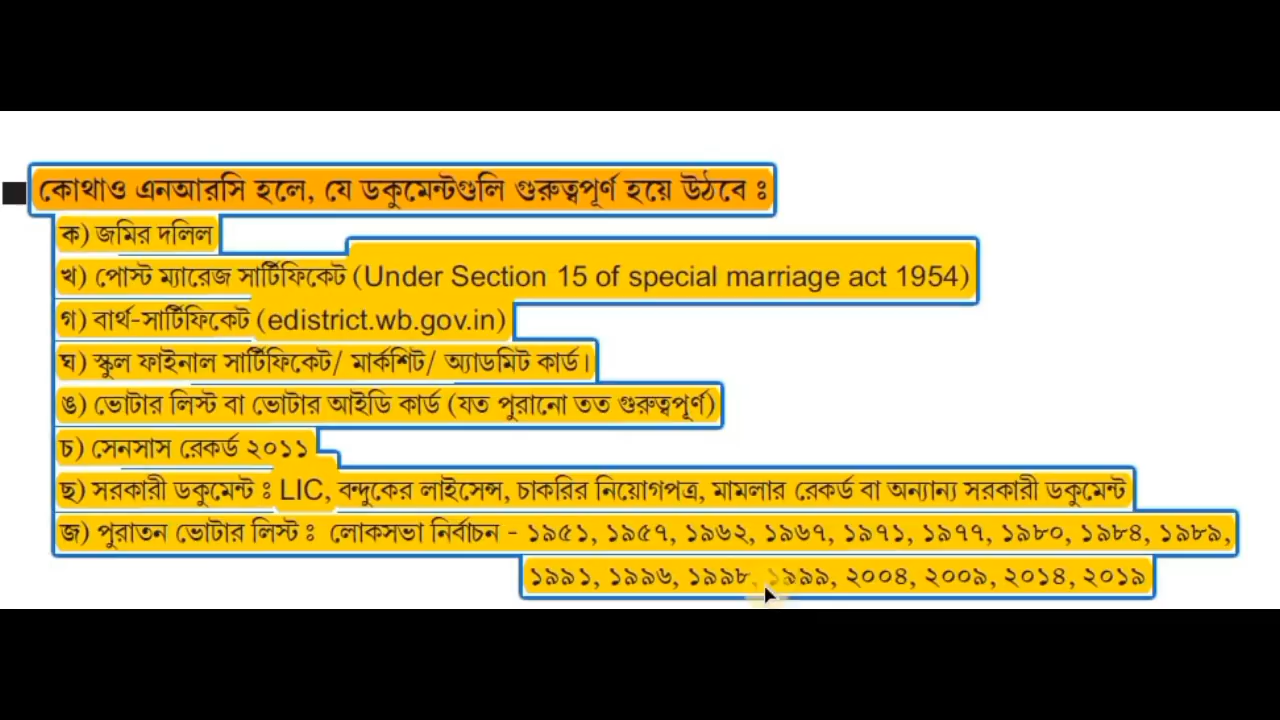 কোথাও এনআরসি হলে, যে ডকুমেন্টগুলি গুরুত্বপূর্ণ হয়ে উঠবে ঃ
ক) জমির দলিল
খ) পোস্ট ম্যারেজ সার্টিফিকেট (Under Section 15 of special marriage act 1954)
গ) বার্থ-সার্টিফিকেট (edistrict.wb.gov.in)
ঘ) স্কুল ফাইনাল সার্টিফিকেট/ মার্কশিট/ অ্যাডমিট কার্ড।
ঙ) ভোটার লিস্ট বা ভোটার আইডি কার্ড (যত পুরানো তত গুরুত্বপূর্ণ)
চ) সেনসাস রেকর্ড ২০১১
ছ) সরকারী ডকুমেন্ট ঃ LIC, বন্দুকের লাইসেন্স, চাকরির নিয়োগপত্র, মামলার রেকর্ড বা অন্যান্য সরকারী ডকুমেন্ট
জ) পুরাতন ভোটার লিস্ট ঃ লোকসভা নির্বাচন - ১৯৫১, ১৯৫৭, ১৯৬২, ১৯৬৭, ১৯৭১, ১৯৭৭, ১৯৮০, ১৯৮৪, ১৯৮৯,
১৯৯১, ১৯৯৬, ১৯৯৮, ১৯৯৯, ২০০৪, ২০০৯, ২০১৪, ২০১৯